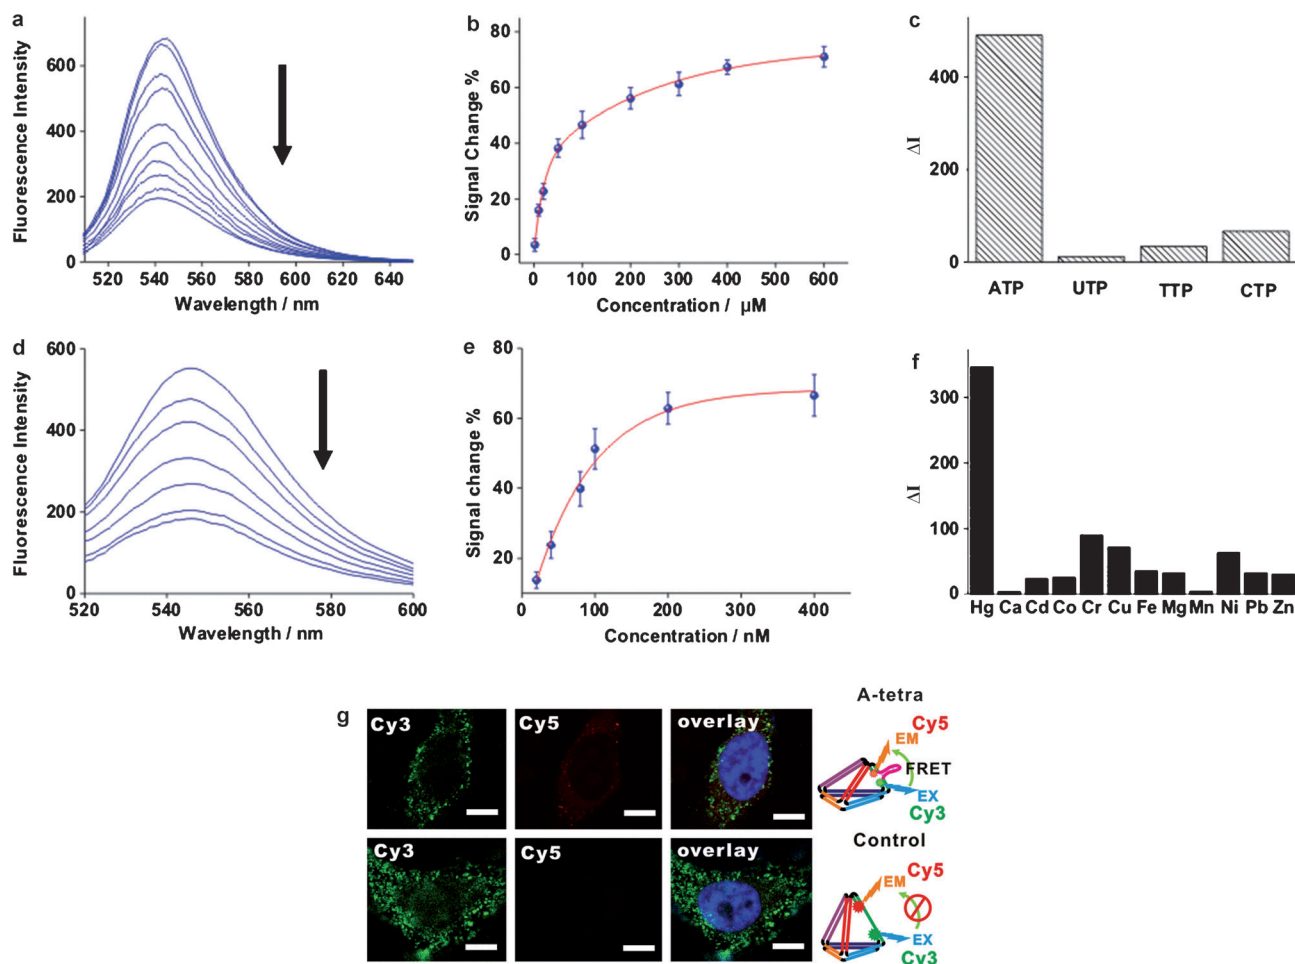 a
Fluorescence Intensity
600
400
200
0
520 540 560 580 600 620 640
Wavelength / nm
b
Signal Change %
80
60
40
20
0
0 100 200 300 400 500 600
Concentration / μM
c
ΔI
400
200
0
ATP UTP TTP CTP
d
Fluorescence Intensity
600
400
200
0
520 540 560 580 600
Wavelength / nm
e
Signal change %
80
60
40
20
0 100 200 300 400
Concentration / nM
f
ΔI
300
200
100
0
Hg Ca Cd Co Cr Cu Fe Mg Mn Ni Pb Zn
g
Cy3
Cy5
overlay
A-tetra
Cy5
EM
FRET
EX
Cy3
Cy3
Cy5
overlay
Control
Cy5
EM
EX
Cy3